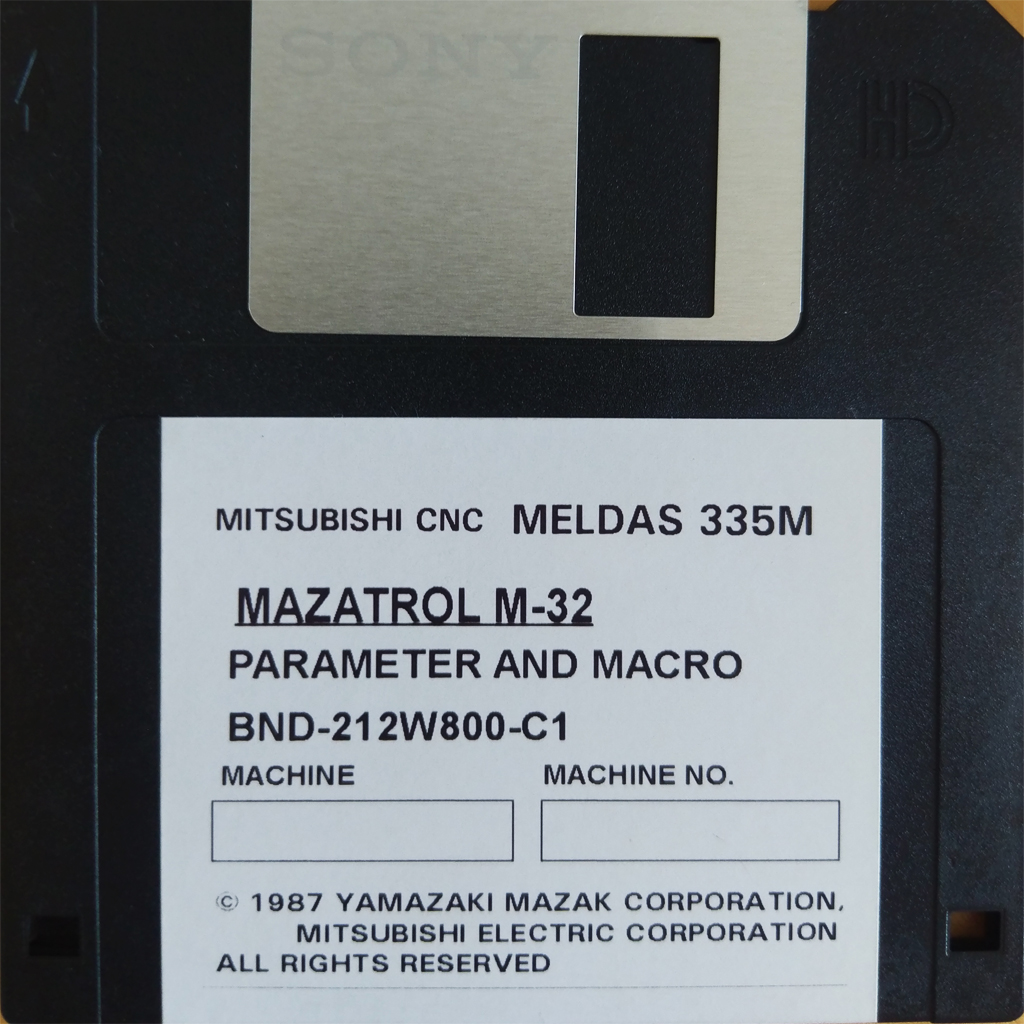 SONY
HD
MITSUBISHI CNC MELDAS 335M
MAZATROL M-32
PARAMETER AND MACRO
BND-212W800-C1
MACHINE MACHINE NO.
© 1987 YAMAZAKI MAZAK CORPORATION.
MITSUBISHI ELECTRIC CORPORATION
ALL RIGHTS RESERVED